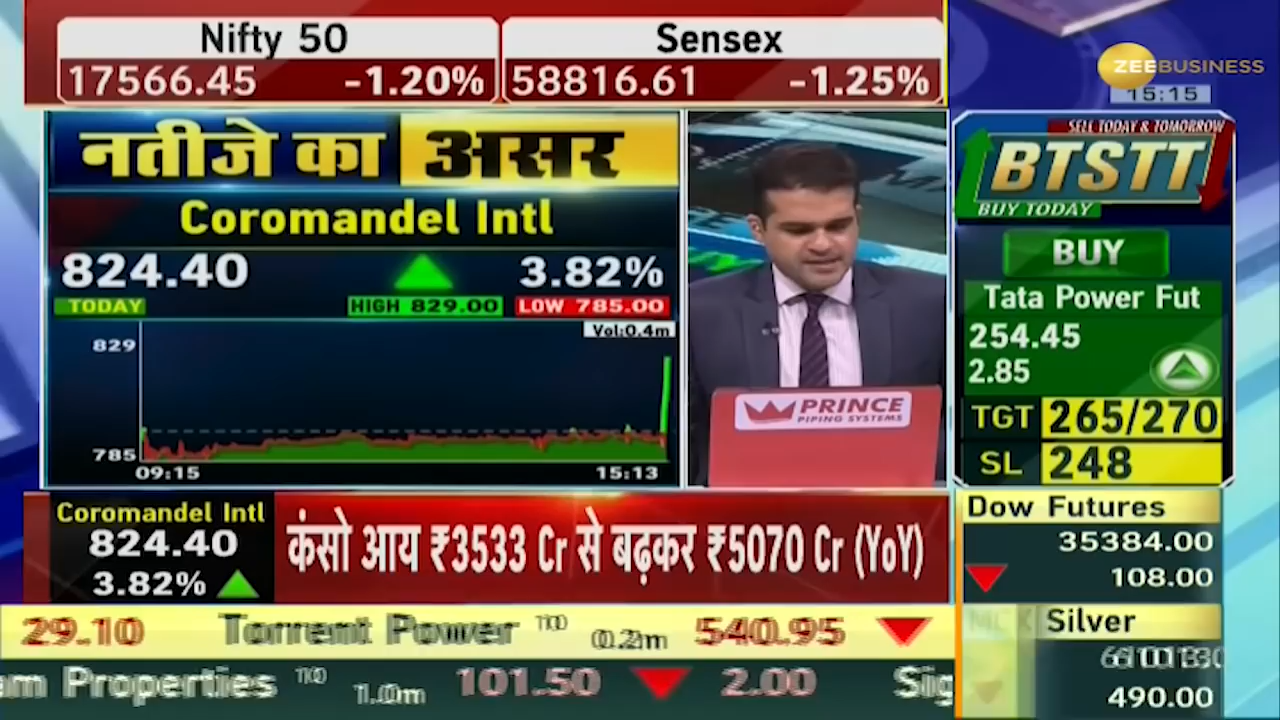 Nifty 50
17566.45 -1.20%
Sensex
58816.61 -1.25%
ZEEBUSINESS
15:15
नतीजे का असर
Coromandel Intl
824.40 3.82%
TODAY HIGH 829.00 LOW 785.00
Vol:0.4m
829
785
09:15 15:13
PRINCE
PIPING SYSTEMS
SELL TODAY & TOMORROW
BTSTT
BUY TODAY
BUY
Tata Power Fut
254.45
2.85
TGT 265/270
SL 248
Coromandel Intl
824.40
3.82%
कंसो आय ₹3533 Cr से बढ़कर ₹5070 Cr (YoY)
Dow Futures
35384.00
108.00
MCX Silver
490.00
29.10 Torrent Power 0.2m 540.95
am Properties 1.0m 101.50 2.00 Sig